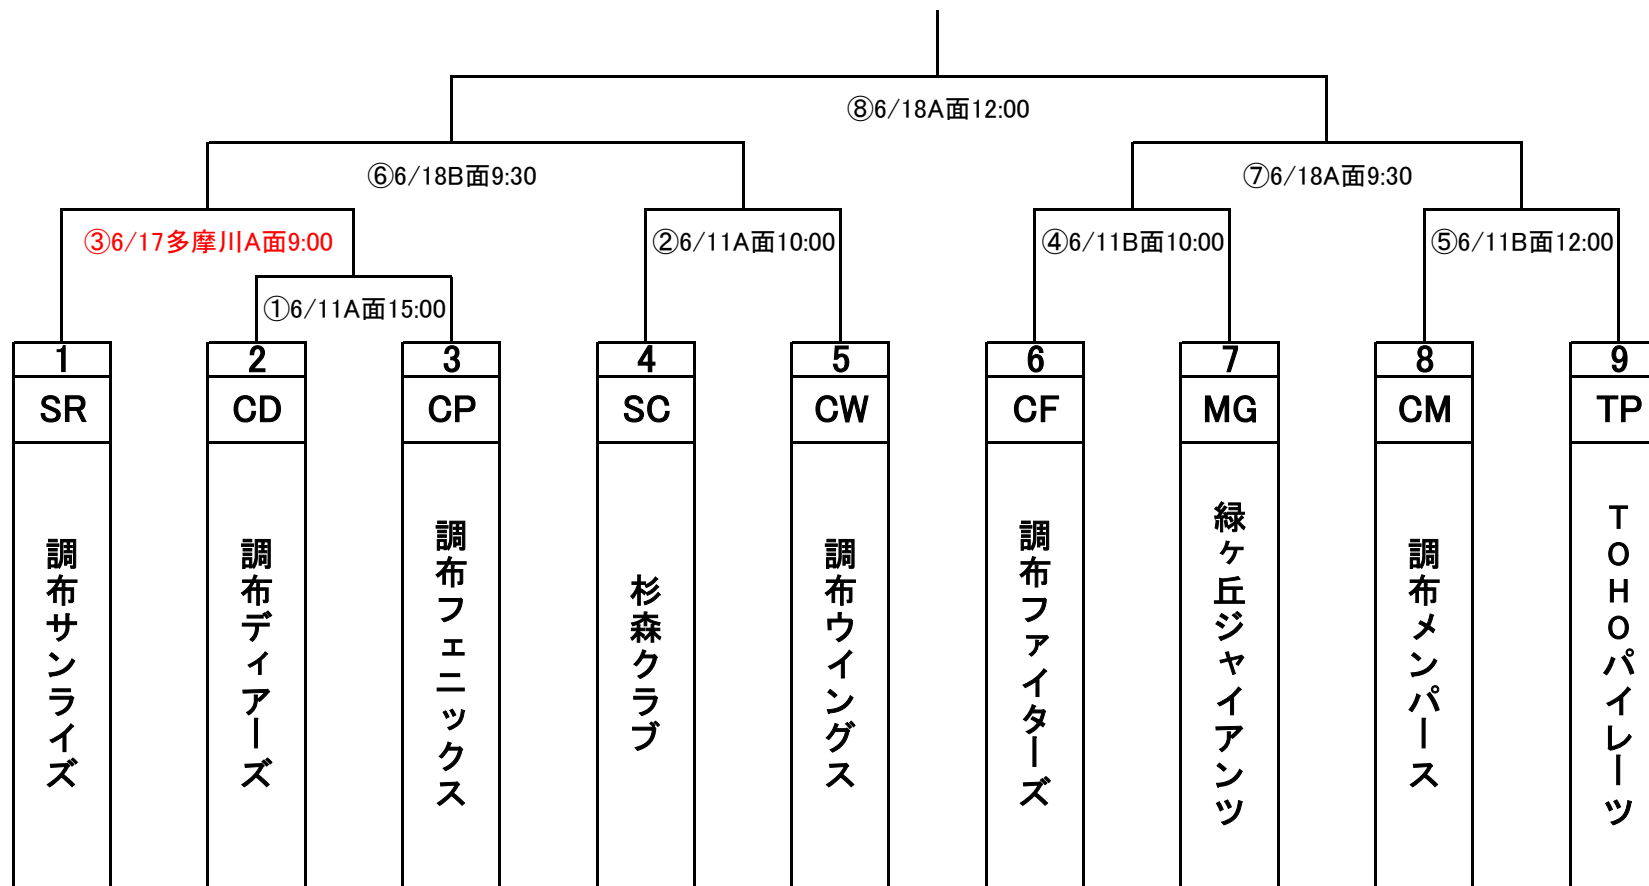 ⑧6/18A面12:00
⑥6/18B面9:30
⑦6/18A面9:30
③6/17多摩川A面9:00
②6/11A面10:00
④6/11B面10:00
⑤6/11B面12:00
①6/11A面15:00
1
2
3
4
5
6
7
8
9
SR
CD
CP
SC
CW
CF
MG
CM
TP
調布サンライズ
調布ディアーズ
調布フェニックス
杉森クラブ
調布ウイングス
調布ファイターズ
緑ヶ丘ジャイアンツ
調布メンパース
TOHOパイレーツ